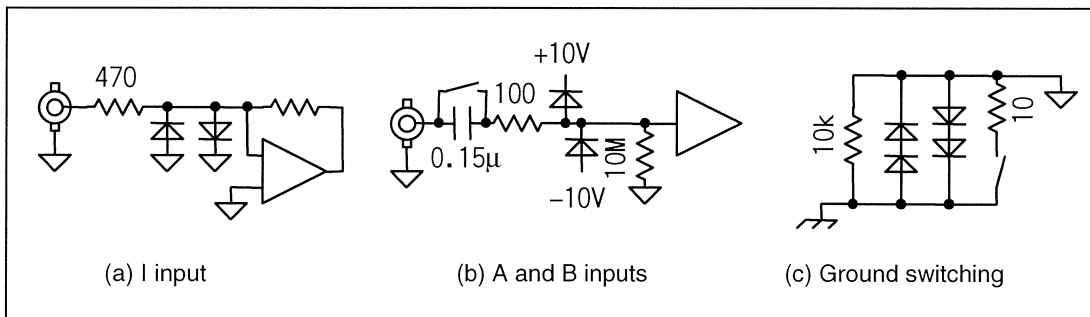 470
(a) I input
+10V
100
0.15µ
10M
–10V
(b) A and B inputs
10k
10
(c) Ground switching